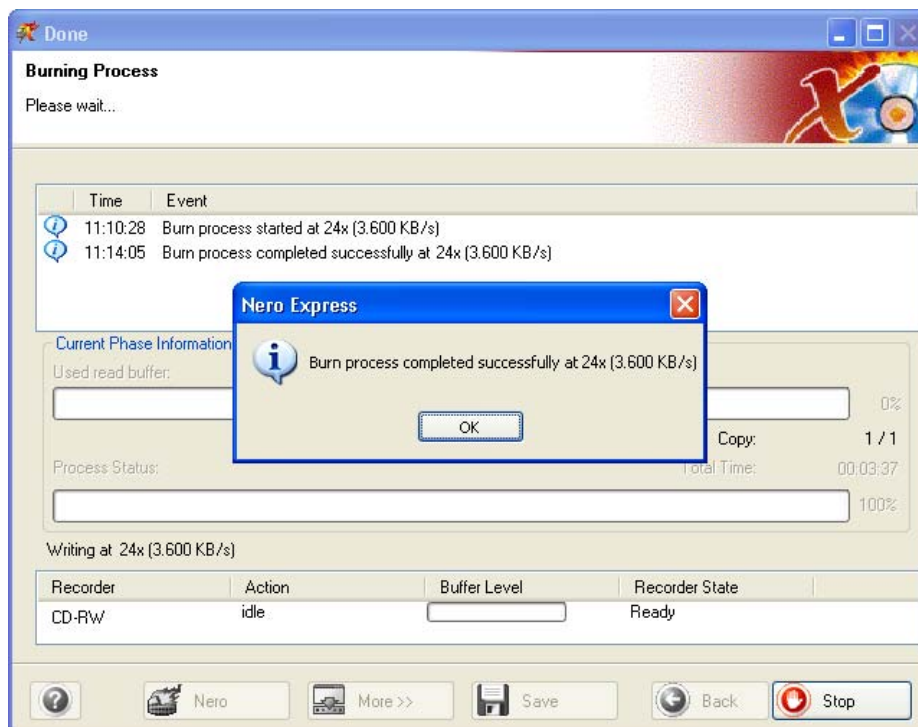 Done
Burning Process
Please wait...
Time Event
11:10:28 Burn process started at 24x (3.600 KB/s)
11:14:05 Burn process completed successfully at 24x (3.600 KB/s)
Nero Express
Burn process completed successfully at 24x (3.600 KB/s)
OK
Current Phase Information
Used read buffer:
0%
Copy: 1 / 1
Process Status: Total Time: 00:03:37
100%
Writing at 24x (3.600 KB/s)
Recorder Action Buffer Level Recorder State
CD-RW idle Ready
Nero More >> Save Back Stop